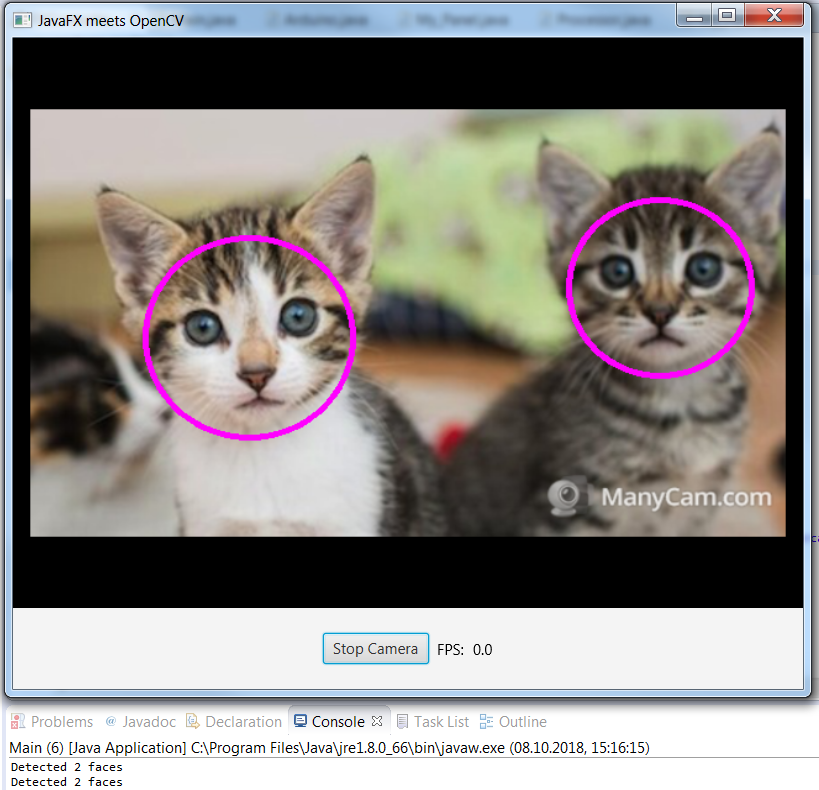 JavaFX meets OpenCV
ManyCam.com
Stop Camera FPS: 0.0
Problems @ Javadoc Declaration Console Task List Outline
Main (6) [Java Application] C:\Program Files\Java\jre1.8.0_66\bin\javaw.exe (08.10.2018, 15:16:15)
Detected 2 faces
Detected 2 faces